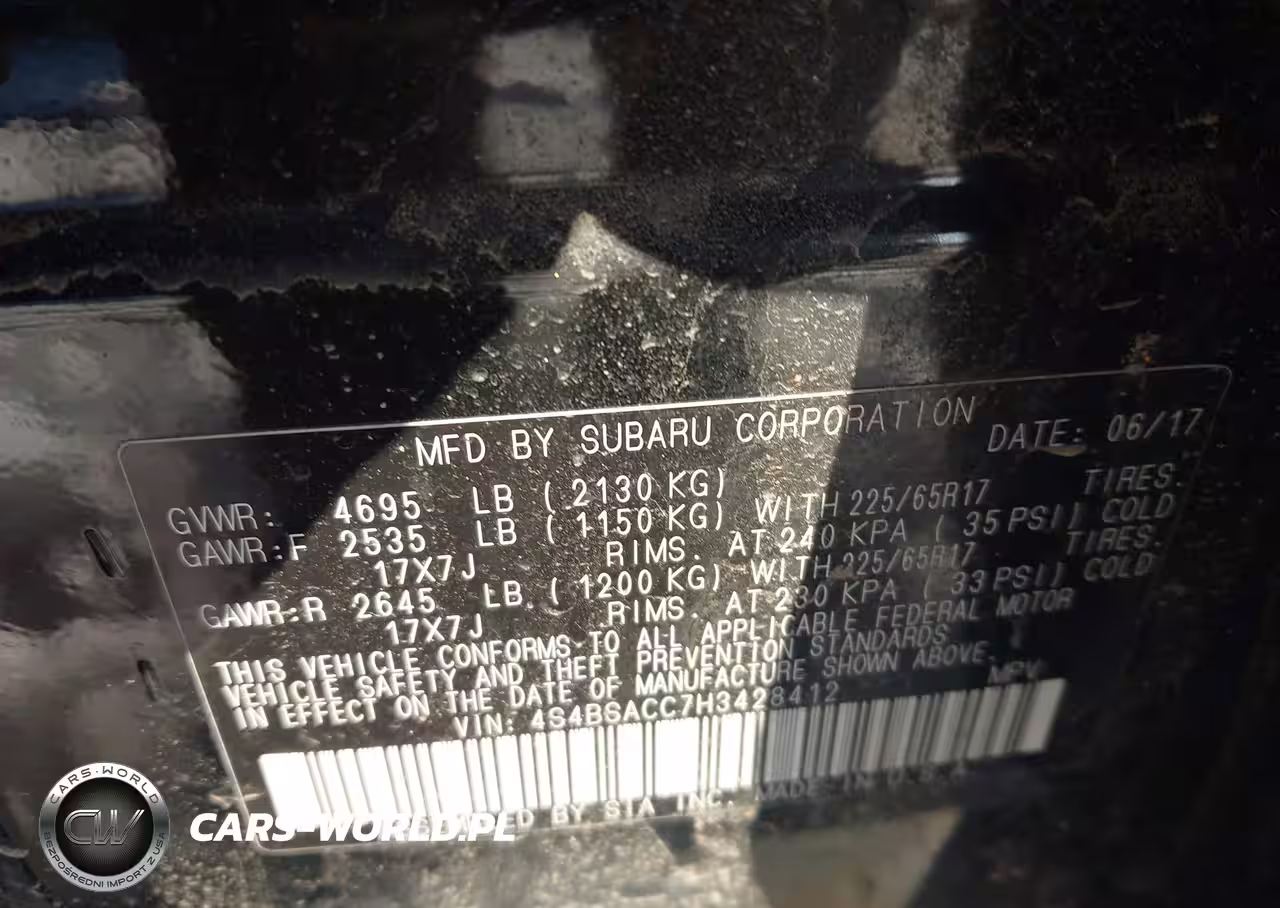 MFD BY SUBARU CORPORATION
DATE: 06/17
GVWR: 4695 LB (2130 KG)
GAWR:F 2535 LB (1150 KG) WITH 225/65R17 TIRES.
17X7J RIMS. AT 240 KPA (35 PSI) COLD
GAWR:R 2645 LB. (1200 KG) WITH 225/65R17 TIRES.
17X7J RIMS. AT 230 KPA (33 PSI) COLD
THIS VEHICLE CONFORMS TO ALL APPLICABLE FEDERAL MOTOR
VEHICLE SAFETY AND THEFT PREVENTION STANDARDS
IN EFFECT ON THE DATE OF MANUFACTURE SHOWN ABOVE.
VIN: 4S4BSACC7H3428412 MPV
BY SIA INC. MADE IN U.S.A.
CARS-WORLD
CW
BEZPOŚREDNI IMPORT Z USA
CARS-WORLD.PL